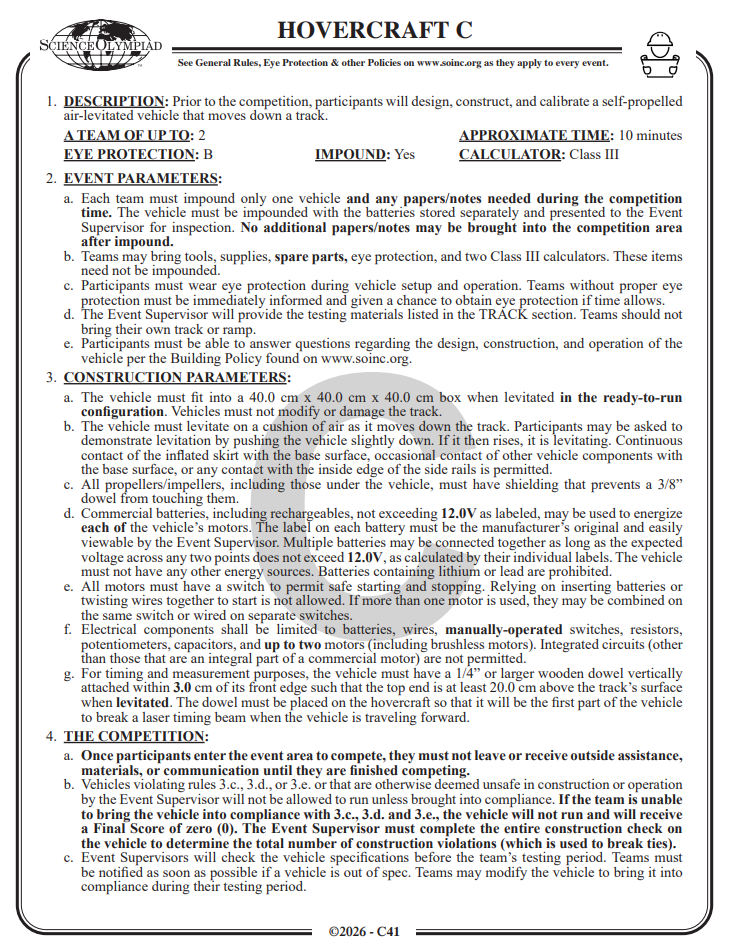 HOVERCRAFT C
SCIENCE OLYMPIAD
See General Rules, Eye Protection & other Policies on www.soinc.org as they apply to every event.
1. DESCRIPTION: Prior to the competition, participants will design, construct, and calibrate a self-propelled
air-levitated vehicle that moves down a track.
A TEAM OF UP TO: 2 APPROXIMATE TIME: 10 minutes
EYE PROTECTION: B IMPOUND: Yes CALCULATOR: Class III
2. EVENT PARAMETERS:
a. Each team must impound only one vehicle and any papers/notes needed during the competition
time. The vehicle must be impounded with the batteries stored separately and presented to the Event
Supervisor for inspection. No additional papers/notes may be brought into the competition area
after impound.
b. Teams may bring tools, supplies, spare parts, eye protection, and two Class III calculators. These items
need not be impounded.
c. Participants must wear eye protection during vehicle setup and operation. Teams without proper eye
protection must be immediately informed and given a chance to obtain eye protection if time allows.
d. The Event Supervisor will provide the testing materials listed in the TRACK section. Teams should not
bring their own track or ramp.
e. Participants must be able to answer questions regarding the design, construction, and operation of the
vehicle per the Building Policy found on www.soinc.org.
3. CONSTRUCTION PARAMETERS:
a. The vehicle must fit into a 40.0 cm x 40.0 cm x 40.0 cm box when levitated in the ready-to-run
configuration. Vehicles must not modify or damage the track.
b. The vehicle must levitate on a cushion of air as it moves down the track. Participants may be asked to
demonstrate levitation by pushing the vehicle slightly down. If it then rises, it is levitating. Continuous
contact of the inflated skirt with the base surface, occasional contact of other vehicle components with
the base surface, or any contact with the inside edge of the side rails is permitted.
c. All propellers/impellers, including those under the vehicle, must have shielding that prevents a 3/8”
dowel from touching them.
d. Commercial batteries, including rechargeables, not exceeding 12.0V as labeled, may be used to energize
each of the vehicle’s motors. The label on each battery must be the manufacturer’s original and easily
viewable by the Event Supervisor. Multiple batteries may be connected together as long as the expected
voltage across any two points does not exceed 12.0V, as calculated by their individual labels. The vehicle
must not have any other energy sources. Batteries containing lithium or lead are prohibited.
e. All motors must have a switch to permit safe starting and stopping. Relying on inserting batteries or
twisting wires together to start is not allowed. If more than one motor is used, they may be combined on
the same switch or wired on separate switches.
f. Electrical components shall be limited to batteries, wires, manually-operated switches, resistors,
potentiometers, capacitors, and up to two motors (including brushless motors). Integrated circuits (other
than those that are an integral part of a commercial motor) are not permitted.
g. For timing and measurement purposes, the vehicle must have a 1/4” or larger wooden dowel vertically
attached within 3.0 cm of its front edge such that the top end is at least 20.0 cm above the track’s surface
when levitated. The dowel must be placed on the hovercraft so that it will be the first part of the vehicle
to break a laser timing beam when the vehicle is traveling forward.
4. THE COMPETITION:
a. Once participants enter the event area to compete, they must not leave or receive outside assistance,
materials, or communication until they are finished competing.
b. Vehicles violating rules 3.c., 3.d., or 3.e. or that are otherwise deemed unsafe in construction or operation
by the Event Supervisor will not be allowed to run unless brought into compliance. If the team is unable
to bring the vehicle into compliance with 3.c., 3.d. and 3.e., the vehicle will not run and will receive
a Final Score of zero (0). The Event Supervisor must complete the entire construction check on
the vehicle to determine the total number of construction violations (which is used to break ties).
c. Event Supervisors will check the vehicle specifications before the team’s testing period. Teams must
be notified as soon as possible if a vehicle is out of spec. Teams may modify the vehicle to bring it into
compliance during their testing period.
C
©2026 - C41